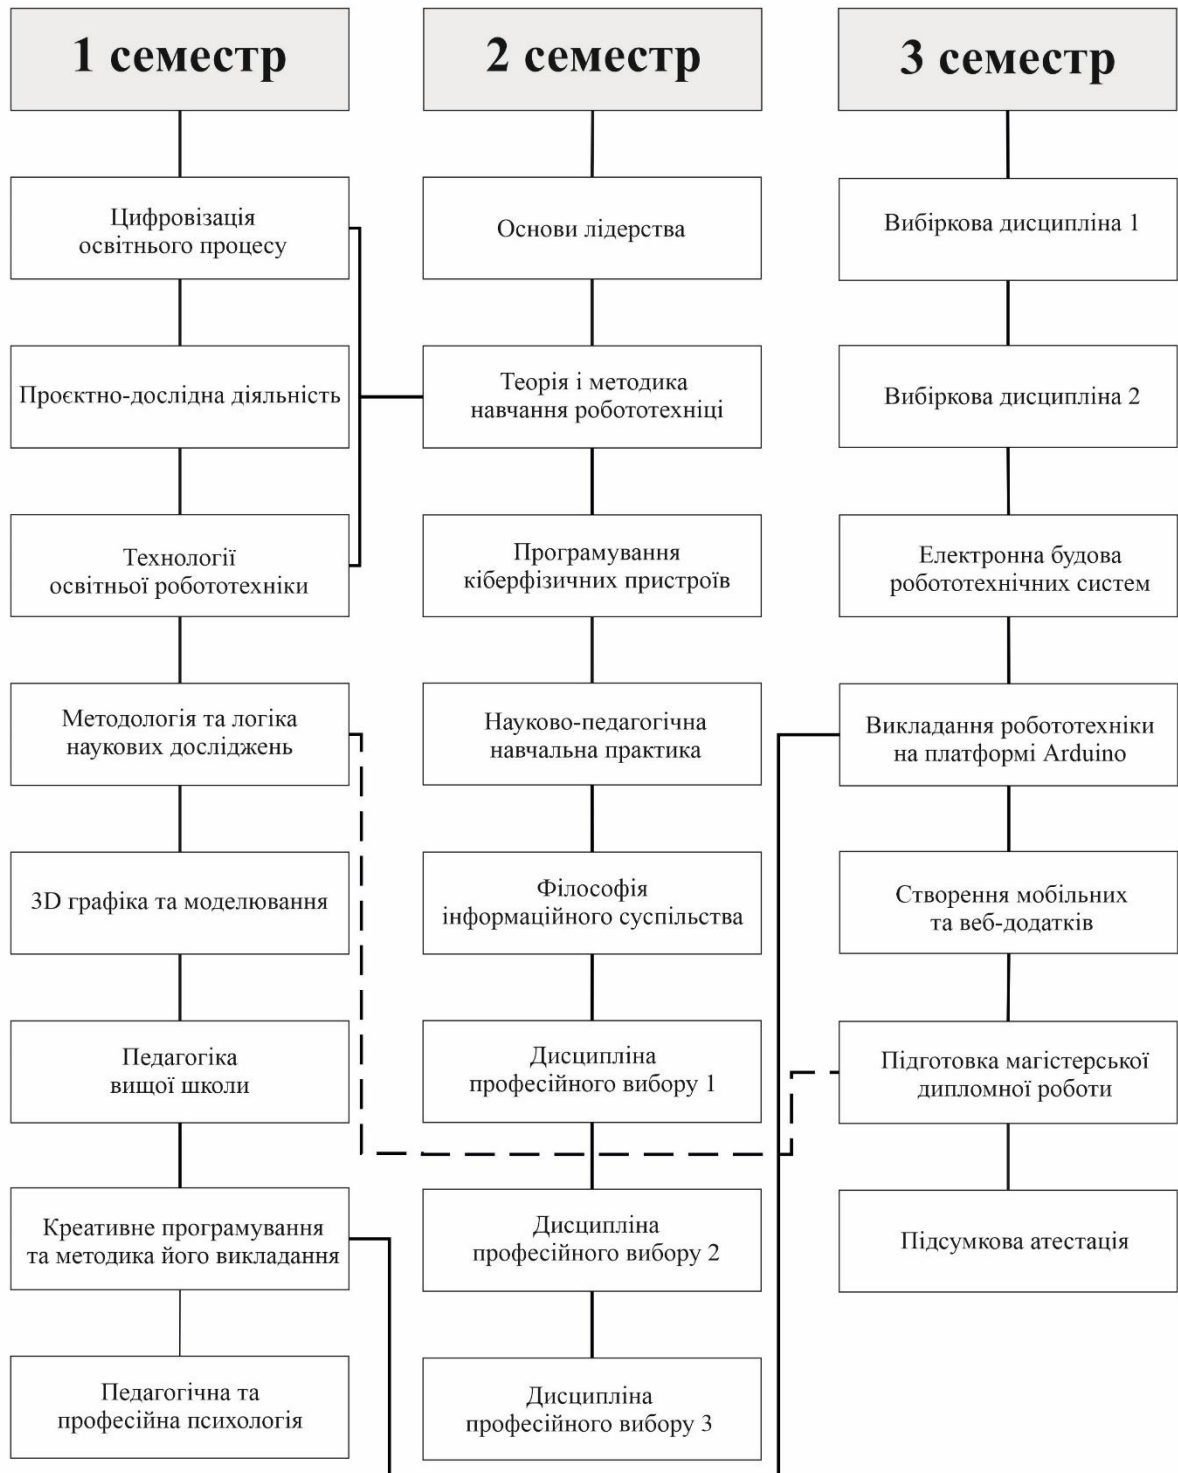 1 семестр
2 семестр
3 семестр
Цифровізація
освітнього процесу
Основи лідерства
Вибіркова дисципліна 1
Проєктно-дослідна діяльність
Теорія і методика
навчання робототехніці
Вибіркова дисципліна 2
Технології
освітньої робототехніки
Програмування
кіберфізичних пристроїв
Електронна будова
робототехнічних систем
Методологія та логіка
наукових досліджень
Науково-педагогічна
навчальна практика
Викладання робототехніки
на платформі Arduino
3D графіка та моделювання
Філософія
інформаційного суспільства
Створення мобільних
та веб-додатків
Педагогіка
вищої школи
Дисципліна
професійного вибору 1
Підготовка магістерської
дипломної роботи
Креативне програмування
та методика його викладання
Дисципліна
професійного вибору 2
Підсумкова атестація
Педагогічна та
професійна психологія
Дисципліна
професійного вибору 3